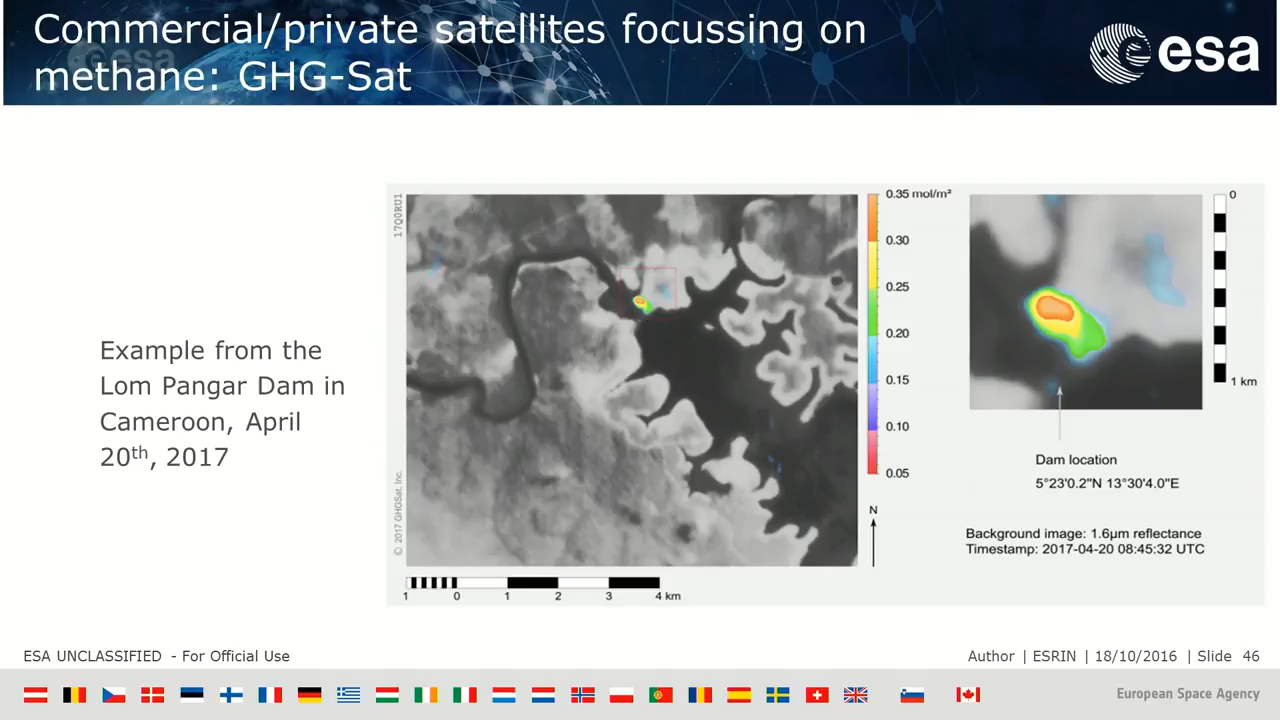 Commercial/private satellites focussing on
methane: GHG-Sat
esa
Example from the
Lom Pangar Dam in
Cameroon, April
20th, 2017
17Q0RU1
© 2017 GHGSat, Inc.
0.35 mol/m²
0.30
0.25
0.20
0.15
0.10
0.05
N
1 0 1 2 3 4 km
0
1 km
Dam location
5°23'0.2"N 13°30'4.0"E
Background image: 1.6µm reflectance
Timestamp: 2017-04-20 08:45:32 UTC
ESA UNCLASSIFIED - For Official Use
Author | ESRIN | 18/10/2016 | Slide 46
European Space Agency